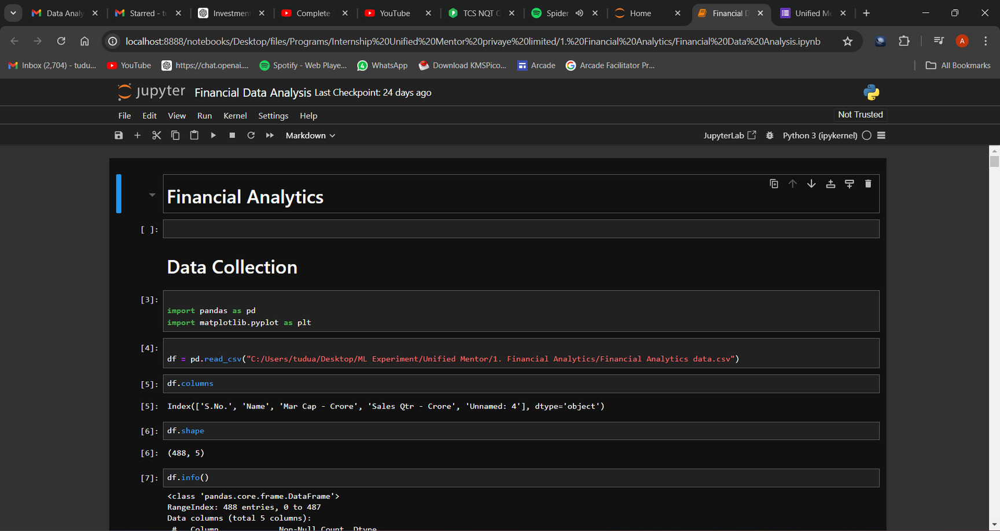 Data Analy
Starred - tu
Investmen
Complete
YouTube
TCS NQT C
Spider
Home
Financial D
Unified Me
localhost:8888/notebooks/Desktop/files/Programs/Internship%20Unified%20Mentor%20privaye%20limited/1.%20Financial%20Analytics/Financial%20Data%20Analysis.ipynb
A
Inbox (2,704) - tudu...
YouTube
https://chat.openai....
Spotify - Web Playe...
WhatsApp
Download KMSPico...
Arcade
Arcade Facilitator Pr...
All Bookmarks
jupyter Financial Data Analysis Last Checkpoint: 24 days ago
File Edit View Run Kernel Settings Help
Not Trusted
Markdown
JupyterLab
Python 3 (ipykernel)
Financial Analytics
[ ]:
Data Collection
[3]:
import pandas as pd
import matplotlib.pyplot as plt
[4]:
df = pd.read_csv("C:/Users/tudua/Desktop/ML Experiment/Unified Mentor/1. Financial Analytics/Financial Analytics data.csv")
[5]: df.columns
[5]: Index(['S.No.', 'Name', 'Mar Cap - Crore', 'Sales Qtr - Crore', 'Unnamed: 4'], dtype='object')
[6]: df.shape
[6]: (488, 5)
[7]: df.info()
<class 'pandas.core.frame.DataFrame'>
RangeIndex: 488 entries, 0 to 487
Data columns (total 5 columns):
# Column Non-Null Count Dtype